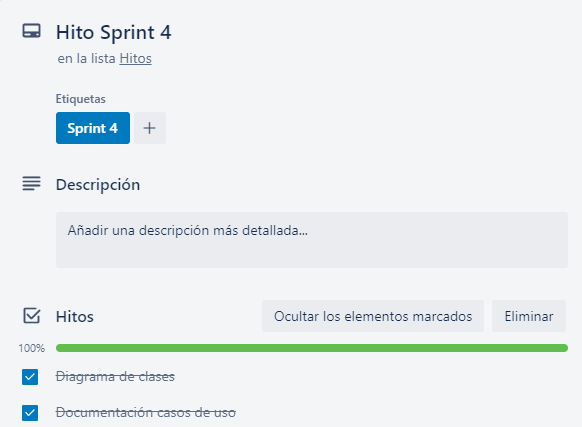 Hito Sprint 4
en la lista Hitos
Etiquetas
Sprint 4 +
Descripción
Añadir una descripción más detallada...
Hitos Ocultar los elementos marcados Eliminar
100%
Diagrama de clases
Documentación casos de uso